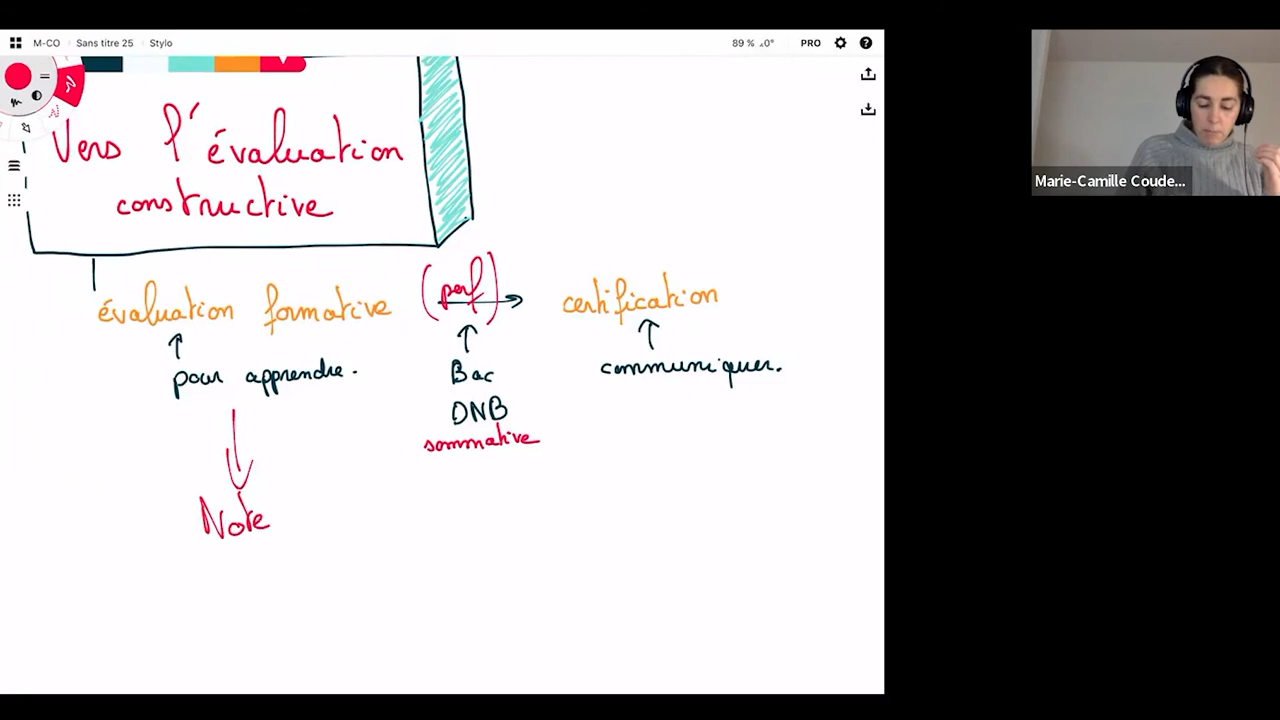 M-CO Sans titre 25 Stylo
89 % 0° PRO
Marie-Camille Coude...
Vers l'évaluation
constructive
évaluation formative (perf) certification
pour apprendre. Bac communiquer.
DNB
sommative
Note